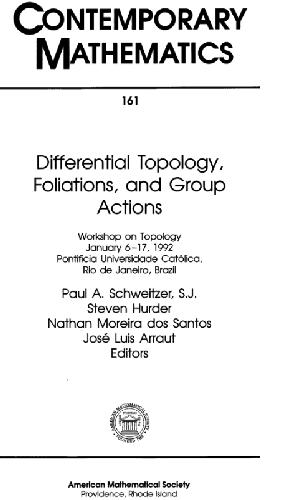 CONTEMPORARY
MATHEMATICS
161
Differential Topology,
Foliations, and Group
Actions
Workshop on Topology
January 6–17, 1992
Pontifícia Universidade Católica,
Rio de Janeiro, Brazil
Paul A. Schweitzer, S.J.
Steven Hurder
Nathan Moreira dos Santos
José Luis Arraut
Editors
American Mathematical Society
Providence, Rhode Island